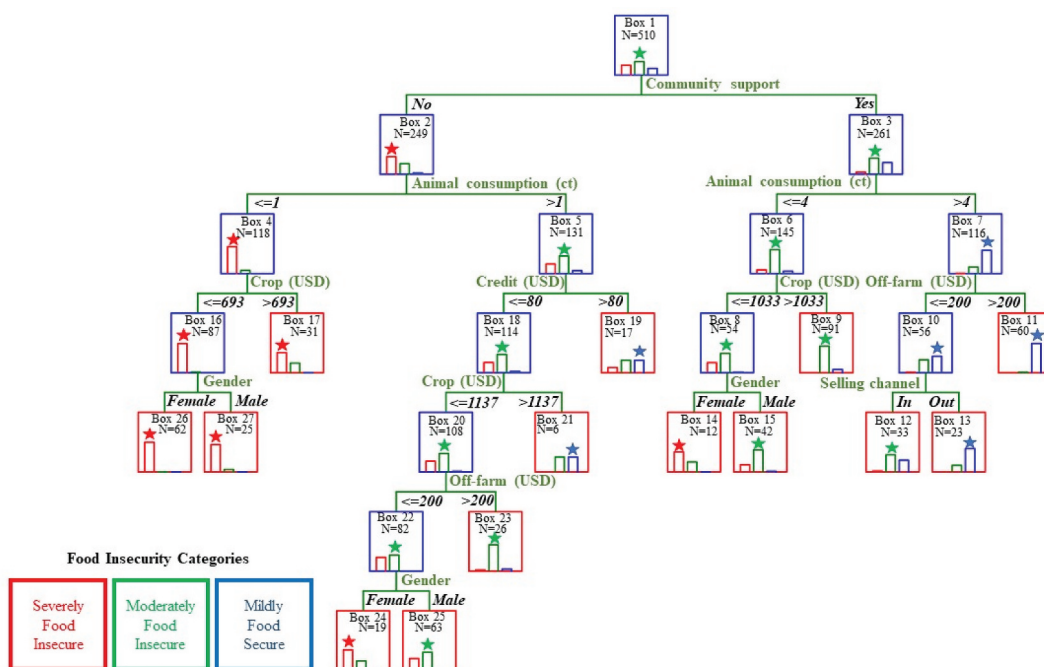 Box 1
N=510
Community support
No
Yes
Box 2
N=249
Box 3
N=261
Animal consumption (ct)
Animal consumption (ct)
<=1
>1
<=4
>4
Box 4
N=118
Box 5
N=131
Box 6
N=145
Box 7
N=116
Crop (USD)
Credit (USD)
Crop (USD)
Off-farm (USD)
<=693
>693
<=80
>80
<=1033
>1033
<=200
>200
Box 16
N=87
Box 17
N=31
Box 18
N=114
Box 19
N=17
Box 8
N=54
Box 9
N=91
Box 10
N=56
Box 11
N=60
Gender
Crop (USD)
Gender
Selling channel
Female
Male
<=1137
>1137
Female
Male
In
Out
Box 26
N=62
Box 27
N=25
Box 20
N=108
Box 21
N=6
Box 14
N=12
Box 15
N=42
Box 12
N=33
Box 13
N=23
Off-farm (USD)
<=200
>200
Box 22
N=82
Box 23
N=26
Gender
Female
Male
Box 24
N=19
Box 25
N=63
Food Insecurity Categories
Severely
Food
Insecure
Moderately
Food
Insecure
Mildly
Food
Secure